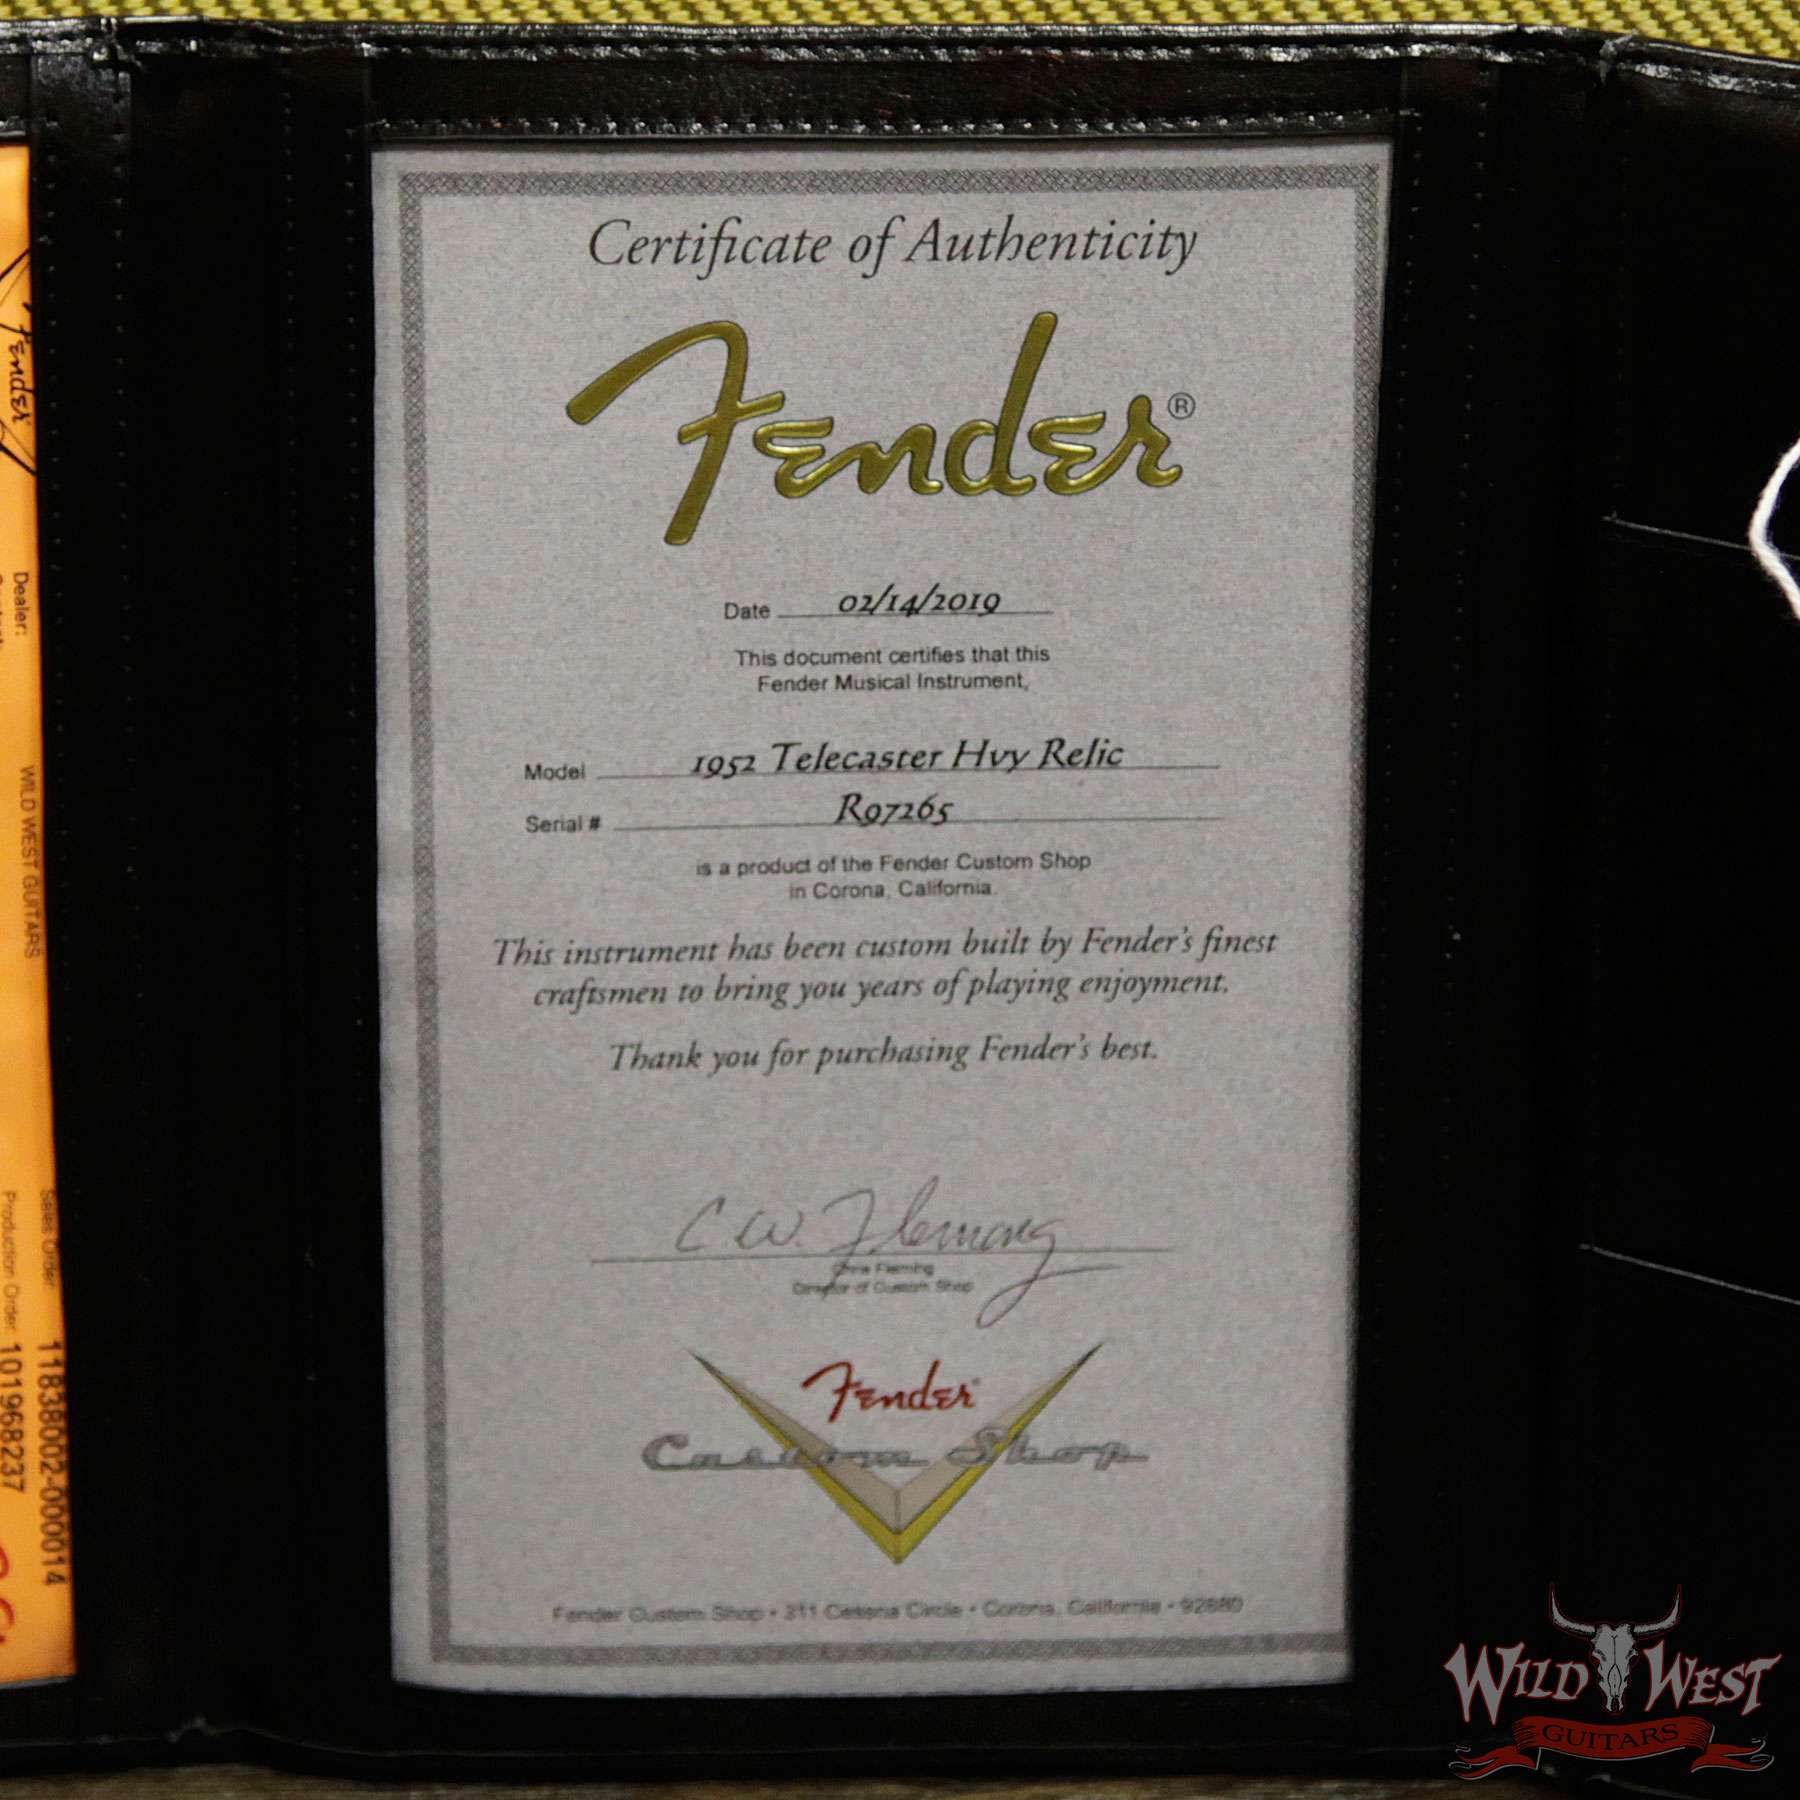 Certificate of Authenticity
Fender®
Date 02/14/2019
This document certifies that this
Fender Musical Instrument,
Model 1952 Telecaster Hvy Relic
Serial # R97265
is a product of the Fender Custom Shop
in Corona, California.
This instrument has been custom built by Fender's finest
craftsmen to bring you years of playing enjoyment.
Thank you for purchasing Fender's best.
C W. Fleming
Chris Fleming
Director of Custom Shop
Fender®
Custom Shop
Fender Custom Shop • 311 Cessna Circle • Corona, California • 92880
Fender
Dealer:
WILD WEST GUITARS
Sales Order: 11838002-000014
Production Order: 101968237
WILD WEST
GUITARS